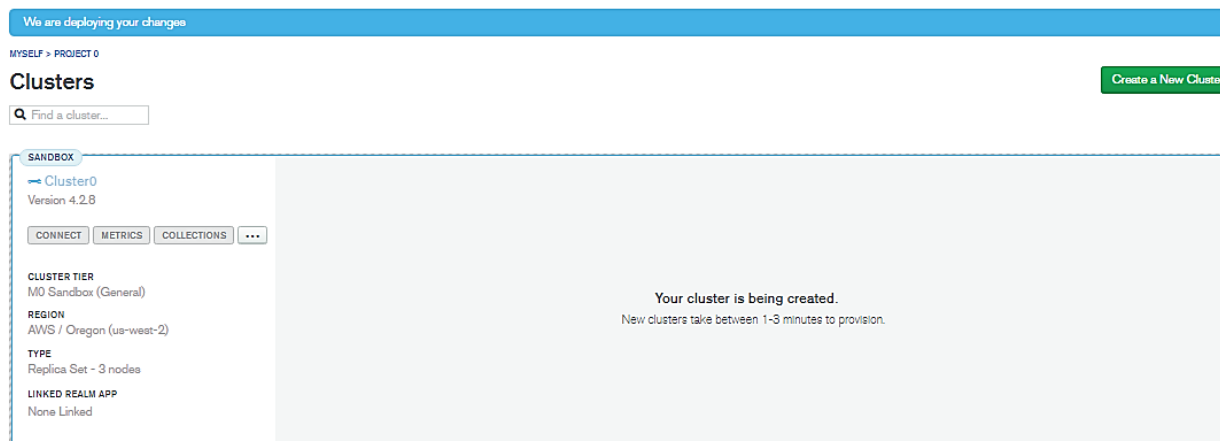 We are deploying your changes
MYSELF > PROJECT 0
Clusters
Create a New Cluste
Find a cluster...
SANDBOX
Cluster0
Version 4.2.8
CONNECT METRICS COLLECTIONS ...
CLUSTER TIER
M0 Sandbox (General)
REGION
AWS / Oregon (us-west-2)
TYPE
Replica Set - 3 nodes
LINKED REALM APP
None Linked
Your cluster is being created.
New clusters take between 1-3 minutes to provision.